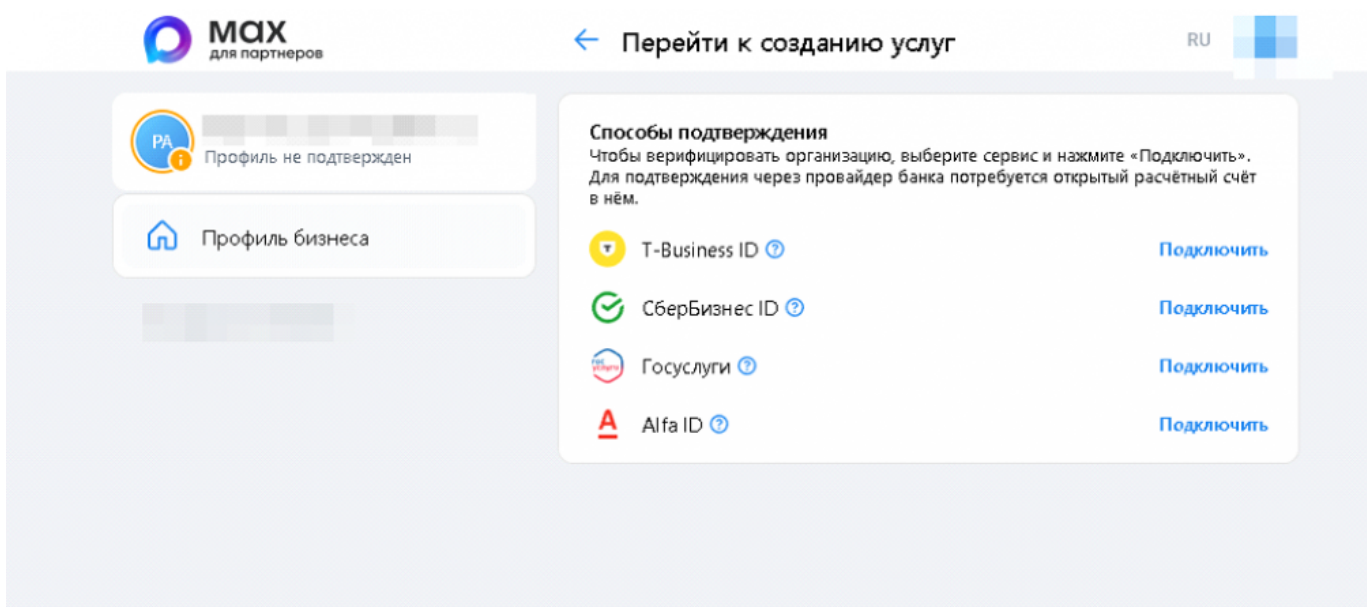 max
для партнеров
Перейти к созданию услуг
RU
PA
Профиль не подтвержден
Профиль бизнеса
Способы подтверждения
Чтобы верифицировать организацию, выберите сервис и нажмите «Подключить».
Для подтверждения через провайдер банка потребуется открытый расчётный счёт
в нём.
T-Business ID
Подключить
СберБизнес ID
Подключить
Госуслуги
Подключить
Alfa ID
Подключить